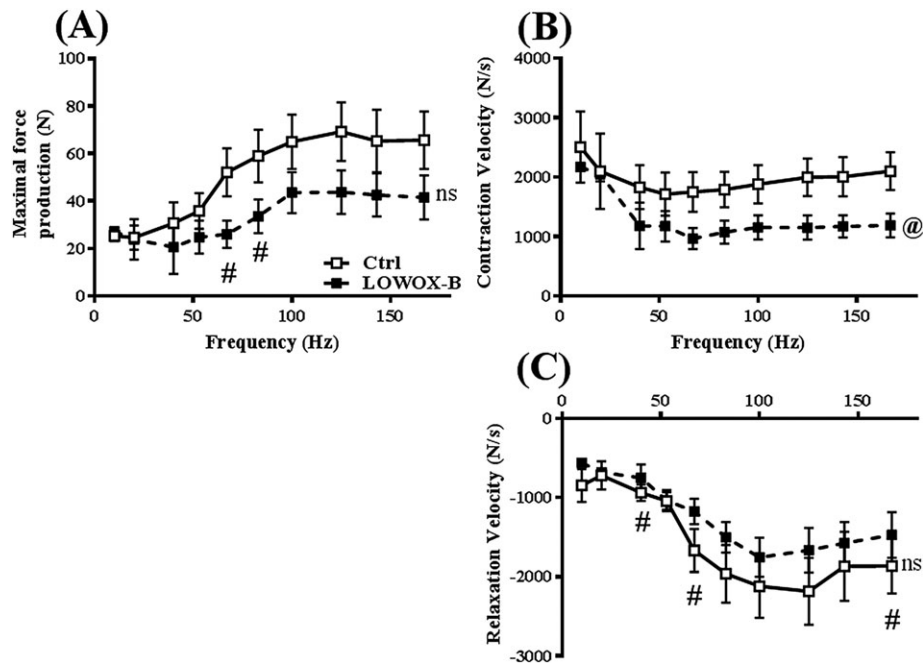 (A)
Maximal force
production (N)
100
80
60
40
20
0
0 50 100 150
Frequency (Hz)
ns
#
#
Ctrl
LOWOX-B
(B)
Contraction Velocity (N/s)
4000
3000
2000
1000
0
0 50 100 150
Frequency (Hz)
@
(C)
0 50 100 150
Relaxation Velocity (N/s)
0
-1000
-2000
-3000
#
#
ns
#